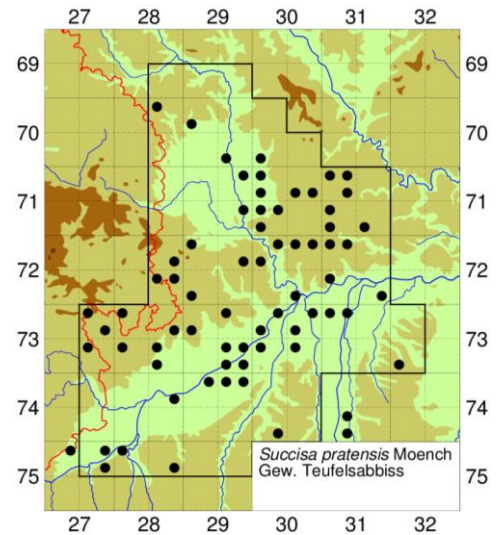 27 28 29 30 31 32
69 69
70 70
71 71
72 72
73 73
74 74
75 75
Succisa pratensis Moench
Gew. Teufelsabbiss
27 28 29 30 31 32